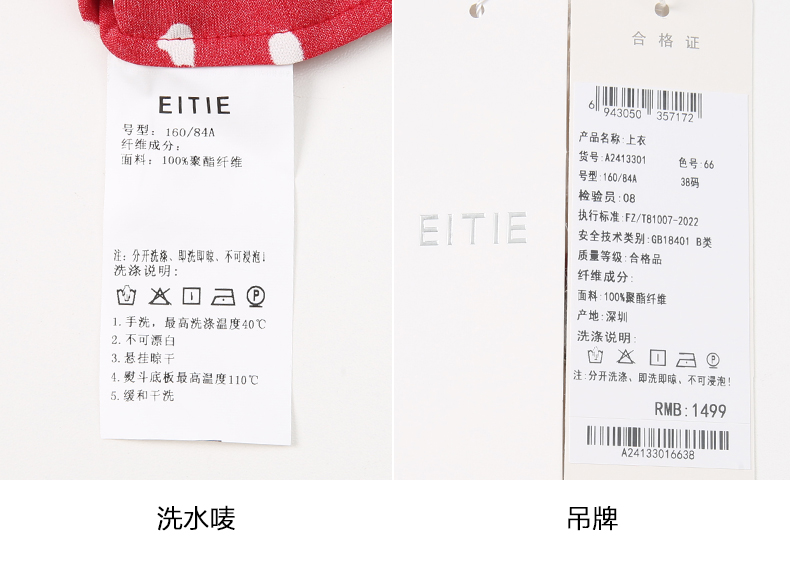 EITIE
号型: 160/84A
纤维成分:
面料: 100%聚酯纤维
注: 分开洗涤、即洗即晾、不可浸泡!
洗涤说明:
P
1.手洗, 最高洗涤温度40℃
2.不可漂白
3.悬挂晾干
4.熨斗底板最高温度110℃
5.缓和干洗
洗水唛
EITIE
合格证
6 943050 357172
产品名称:上衣
货号:A2413301 色号:66
号型:160/84A 38码
检验员:08
执行标准:FZ/T81007-2022
安全技术类别:GB18401 B类
质量等级:合格品
纤维成分:
面料:100%聚酯纤维
产地:深圳
洗涤说明:
P
注:分开洗涤、即洗即晾、不可浸泡!
RMB:1499
A24133016638
吊牌